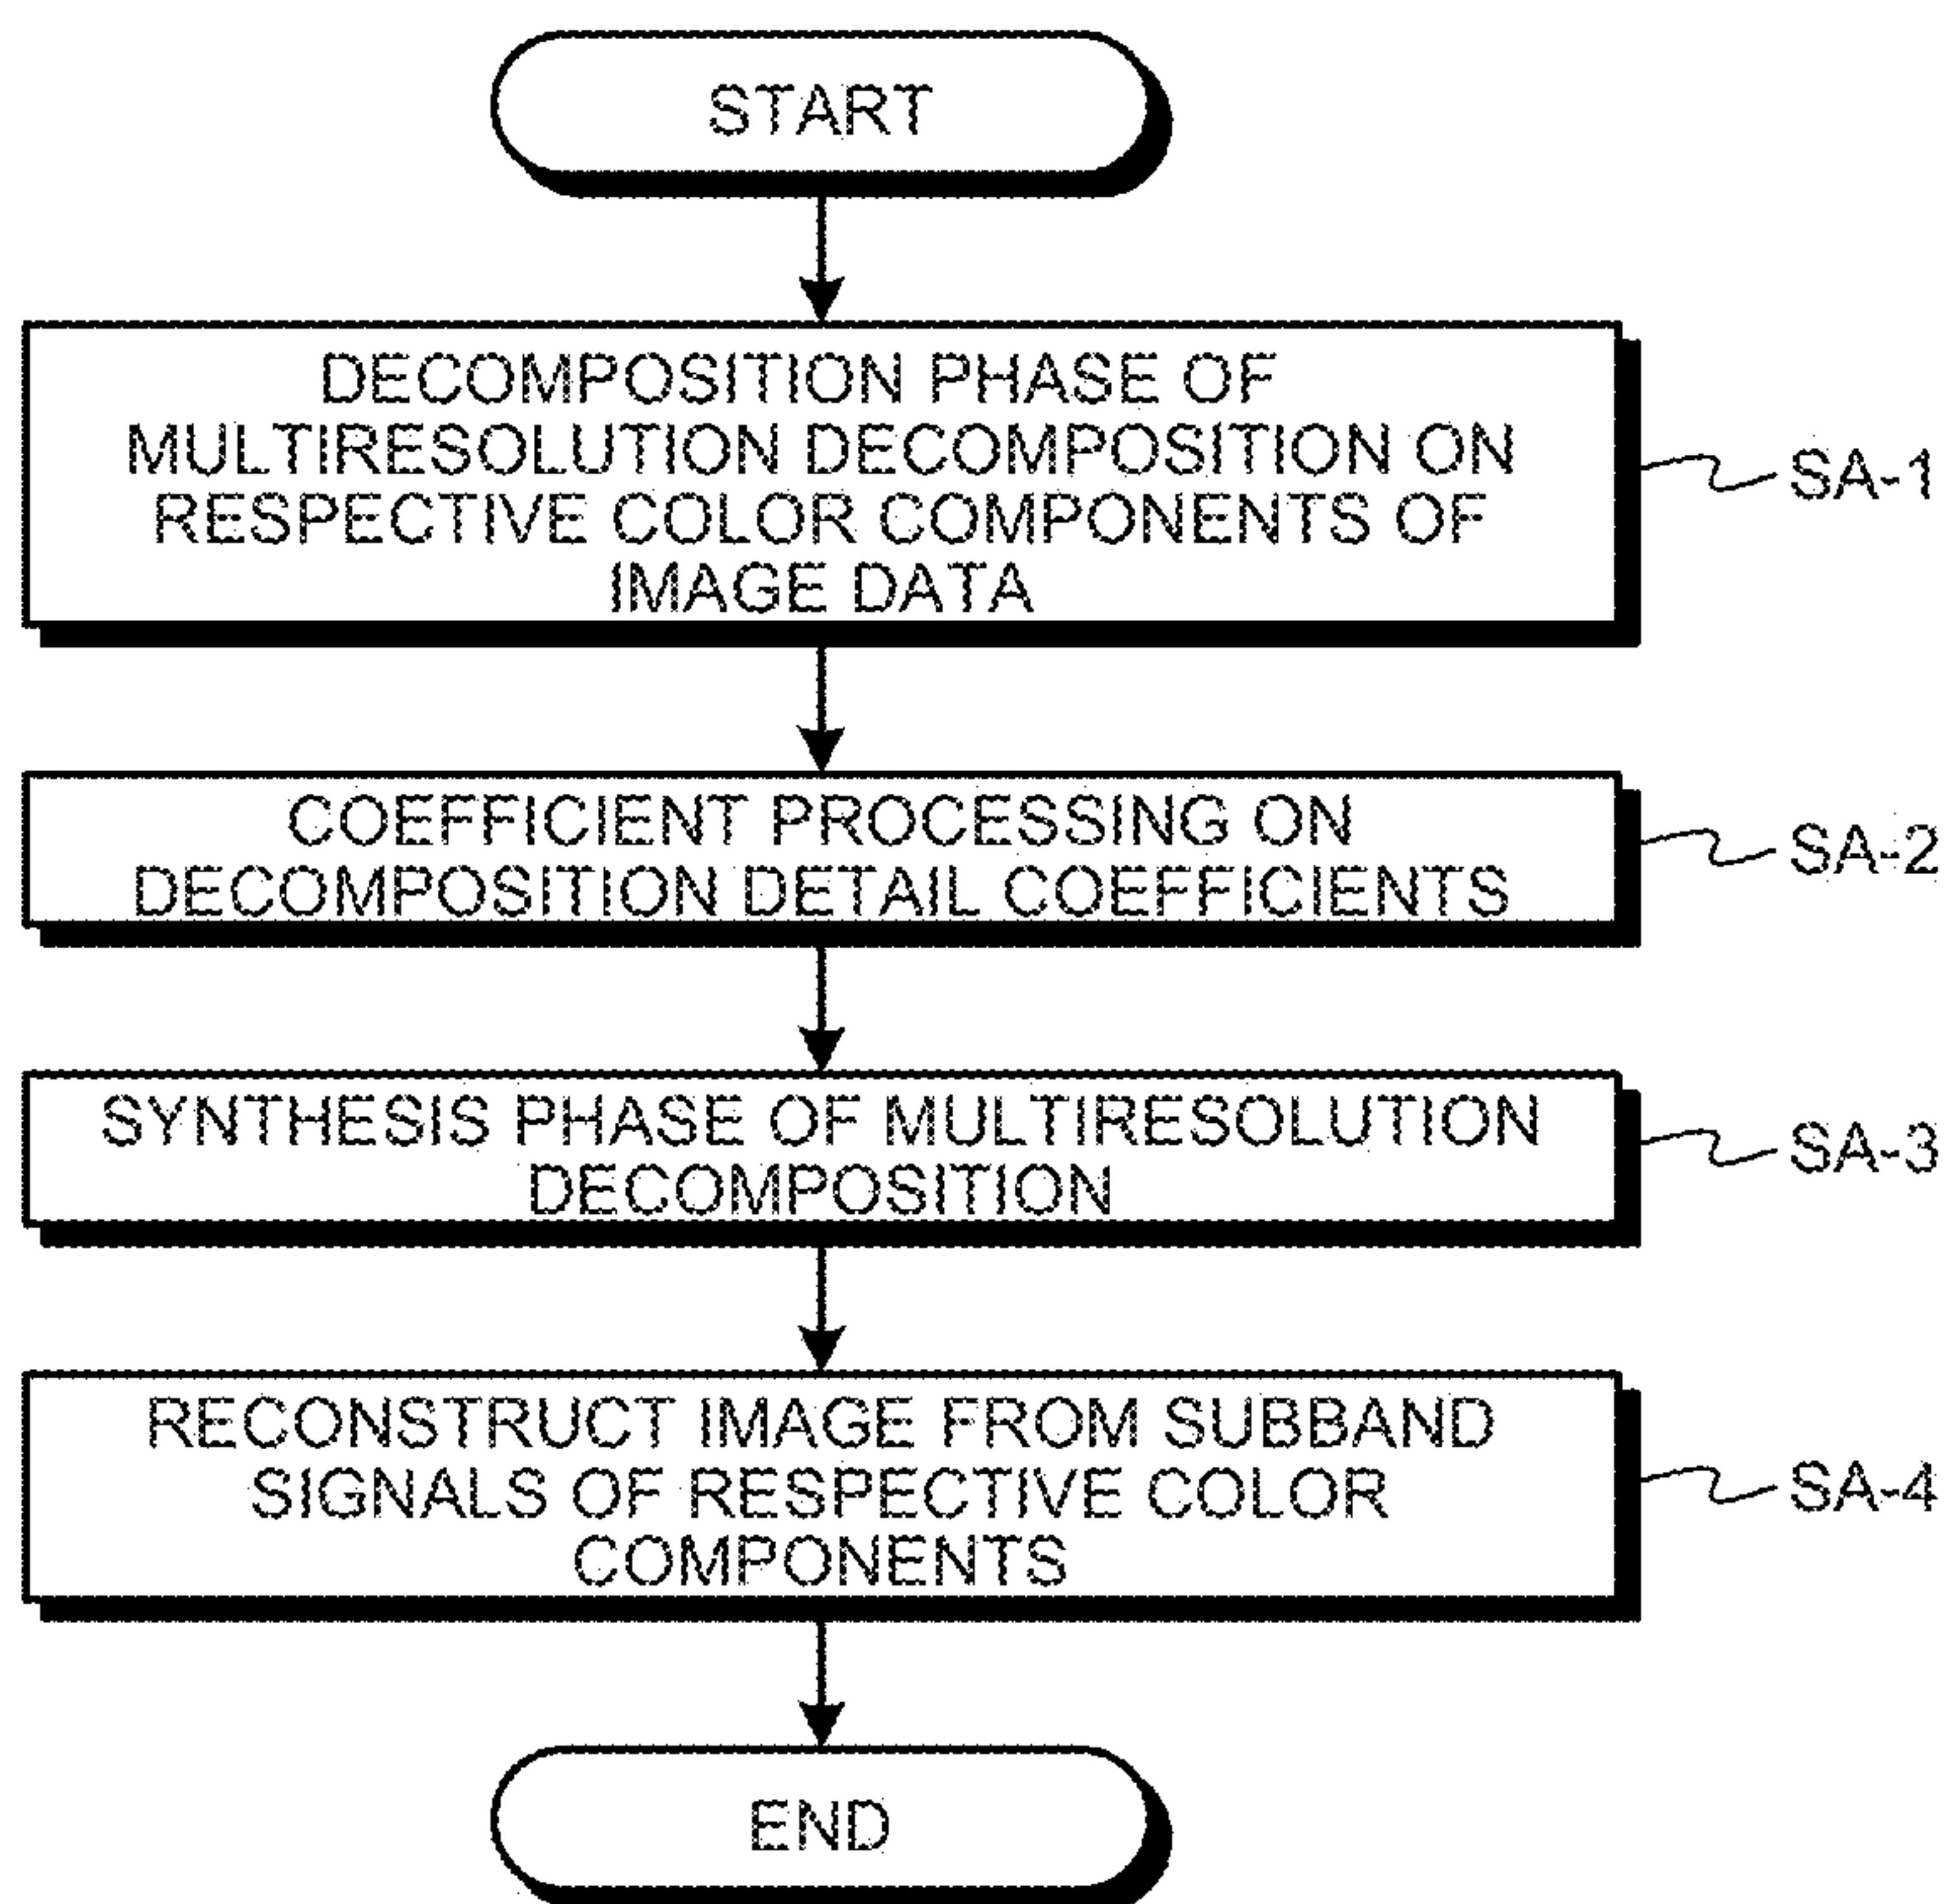 START
DECOMPOSITION PHASE OF
MULTIRESOLUTION DECOMPOSITION ON
RESPECTIVE COLOR COMPONENTS OF
IMAGE DATA
SA-1
COEFFICIENT PROCESSING ON
DECOMPOSITION DETAIL COEFFICIENTS
SA-2
SYNTHESIS PHASE OF MULTIRESOLUTION
DECOMPOSITION
SA-3
RECONSTRUCT IMAGE FROM SUBBAND
SIGNALS OF RESPECTIVE COLOR
COMPONENTS
SA-4
END